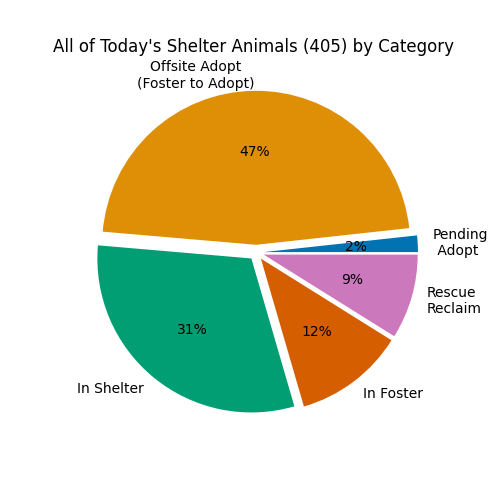 All of Today's Shelter Animals (405) by Category
Offsite Adopt
(Foster to Adopt)
47%
Pending
Adopt
2%
9%
Rescue
Reclaim
31%
12%
In Shelter
In Foster